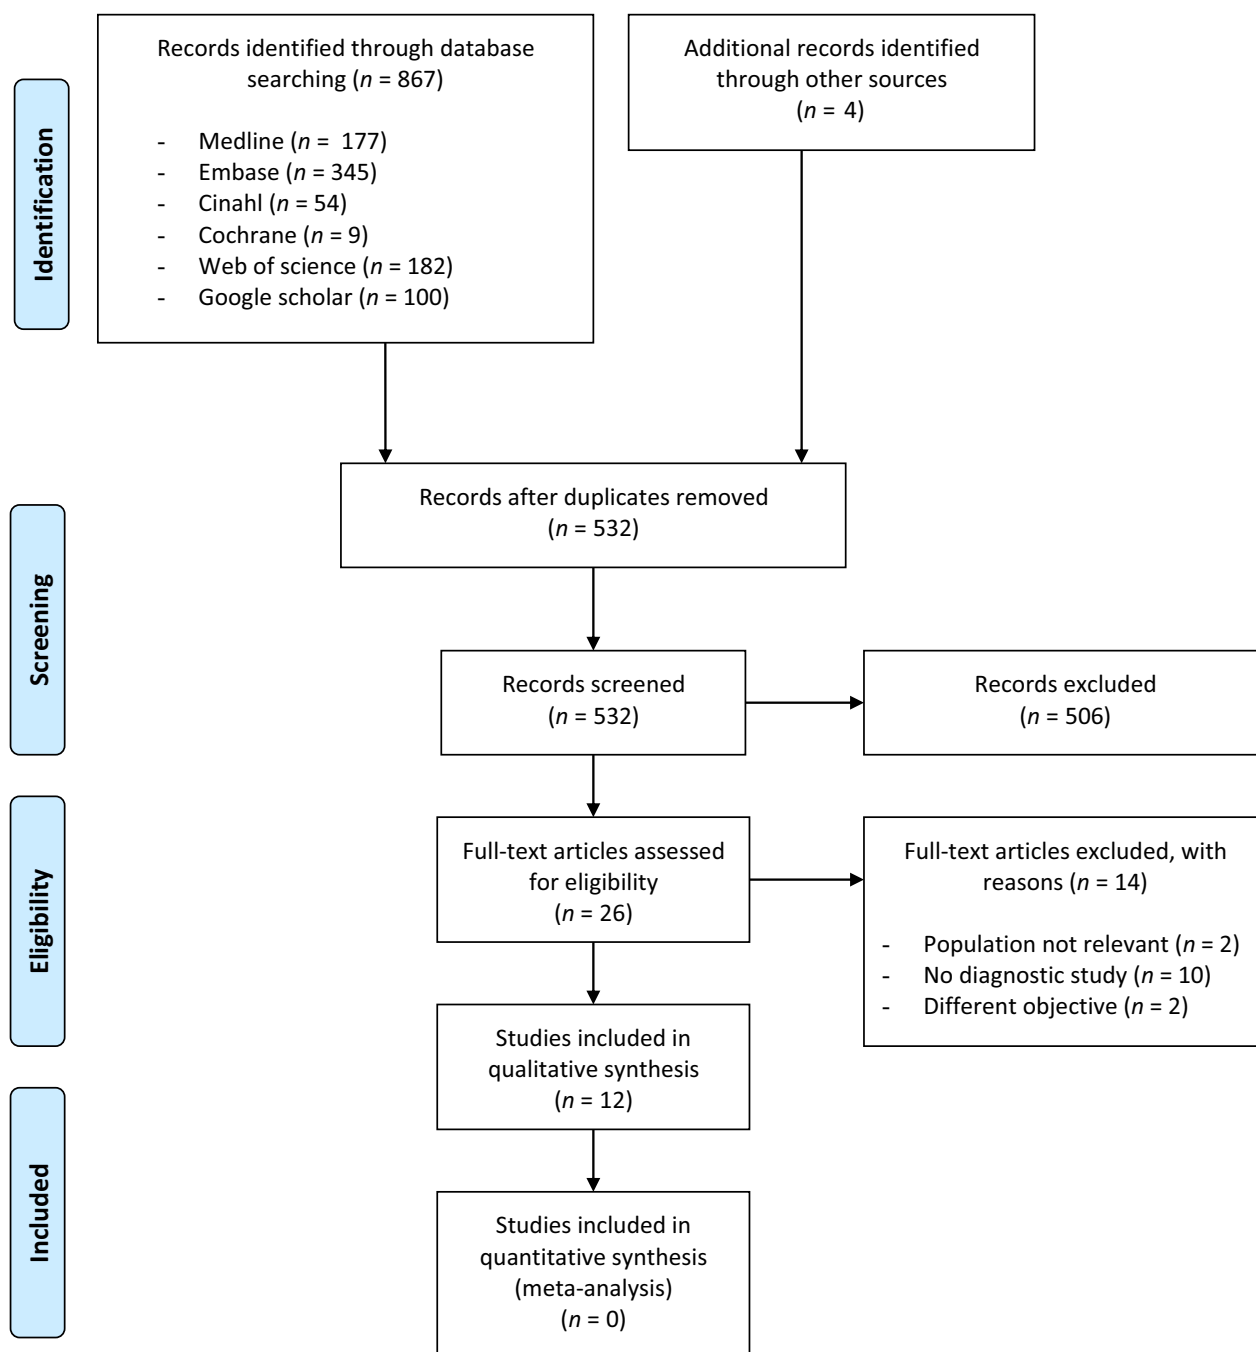 Identification
Records identified through database
searching (n = 867)
- Medline (n =  177)
- Embase (n = 345)
- Cinahl (n = 54)
- Cochrane (n = 9)
- Web of science (n = 182)
- Google scholar (n = 100)
Additional records identified
through other sources
(n = 4)
Screening
Records after duplicates removed
(n = 532)
Records screened
(n = 532)
Records excluded
(n = 506)
Eligibility
Full-text articles assessed
for eligibility
(n = 26)
Full-text articles excluded, with
reasons (n = 14)
- Population not relevant (n = 2)
- No diagnostic study (n = 10)
- Different objective (n = 2)
Studies included in
qualitative synthesis
(n = 12)
Included
Studies included in
quantitative synthesis
(meta-analysis)
(n = 0)